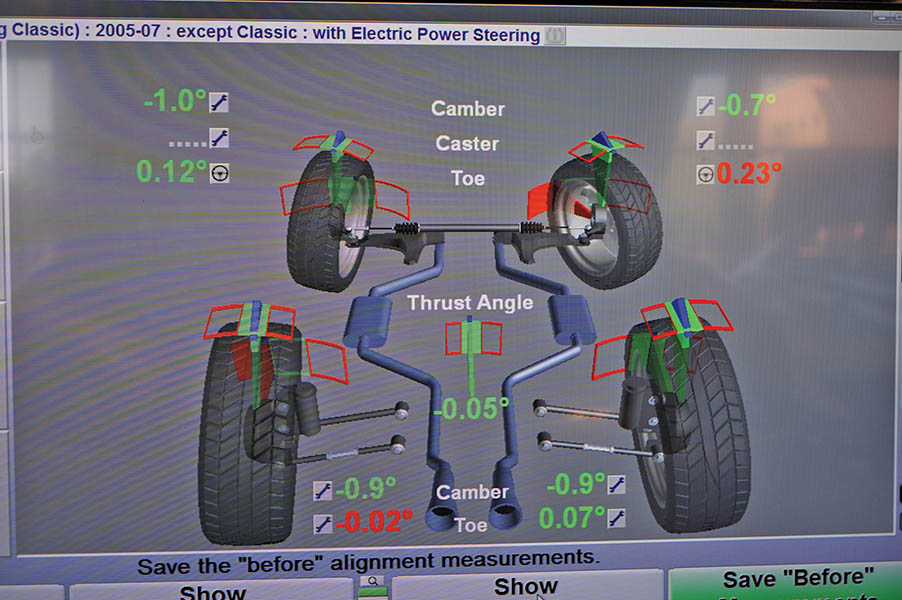 g Classic) : 2005-07 : except Classic : with Electric Power Steering
-1.0° Camber -0.7°
..... Caster .....
0.12° Toe 0.23°
Thrust Angle
-0.05°
-0.9° Camber -0.9°
-0.02° Toe 0.07°
Save the "before" alignment measurements.
Show Show Save "Before"